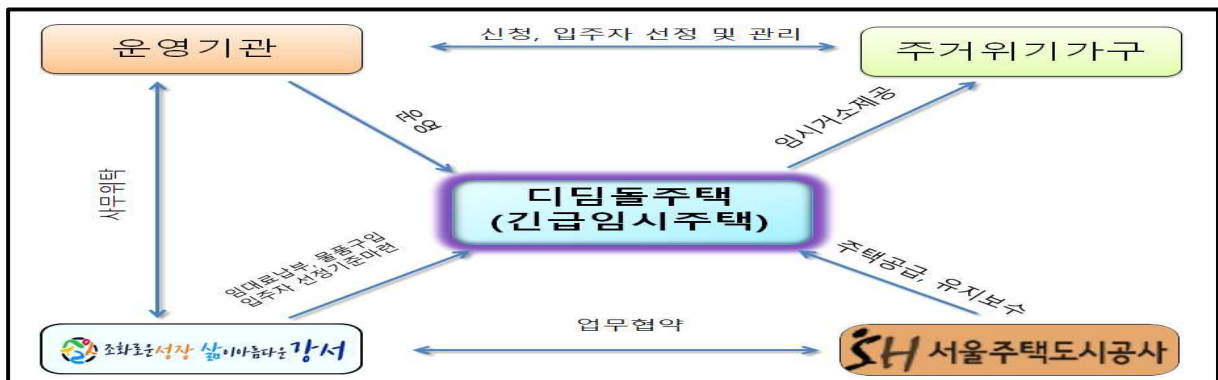 운영기관
신청, 입주자 선정 및 관리
주거위기가구
운영
임시거소제공
사무위탁
디딤돌주택
(긴급임시주택)
임대료납부, 물품구입
입주자 선정기준마련
주택공급, 유지보수
조화로운성장 삶이아름다운강서
업무협약
SH 서울주택도시공사